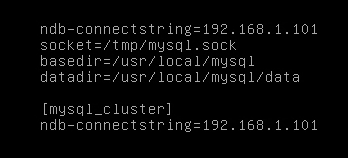 ndb-connectstring=192.168.1.101
socket=/tmp/mysql.sock
basedir=/usr/local/mysql
datadir=/usr/local/mysql/data
[mysql_cluster]
ndb-connectstring=192.168.1.101